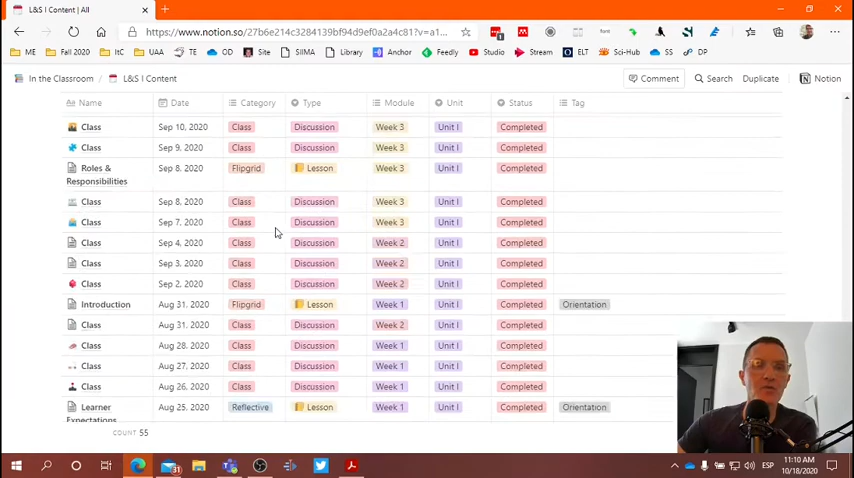 L&S I Content | All
https://www.notion.so/27b6e214c3284139bf94d9ef0a2a4c81?v=a1...
ME
Fall 2020
ItC
UAA
TE
OD
Site
SIIMA
Library
Anchor
Feedly
Studio
Stream
ELT
Sci-Hub
SS
DP
In the Classroom / L&S I Content
Comment
Search
Duplicate
Notion
Name Date Category Type Module Unit Status Tag
Class Sep 10, 2020 Class Discussion Week 3 Unit I Completed
Class Sep 9, 2020 Class Discussion Week 3 Unit I Completed
Roles & Responsibilities Sep 8, 2020 Flipgrid Lesson Week 3 Unit I Completed
Class Sep 8, 2020 Class Discussion Week 3 Unit I Completed
Class Sep 7, 2020 Class Discussion Week 3 Unit I Completed
Class Sep 4, 2020 Class Discussion Week 2 Unit I Completed
Class Sep 3, 2020 Class Discussion Week 2 Unit I Completed
Class Sep 2, 2020 Class Discussion Week 2 Unit I Completed
Introduction Aug 31, 2020 Flipgrid Lesson Week 1 Unit I Completed Orientation
Class Aug 31, 2020 Class Discussion Week 2 Unit I Completed
Class Aug 28, 2020 Class Discussion Week 1 Unit I Completed
Class Aug 27, 2020 Class Discussion Week 1 Unit I Completed
Class Aug 26, 2020 Class Discussion Week 1 Unit I Completed
Learner Expectations Aug 25, 2020 Reflective Lesson Week 1 Unit I Completed Orientation
COUNT 55
31
ESP
11:10 AM
10/18/2020